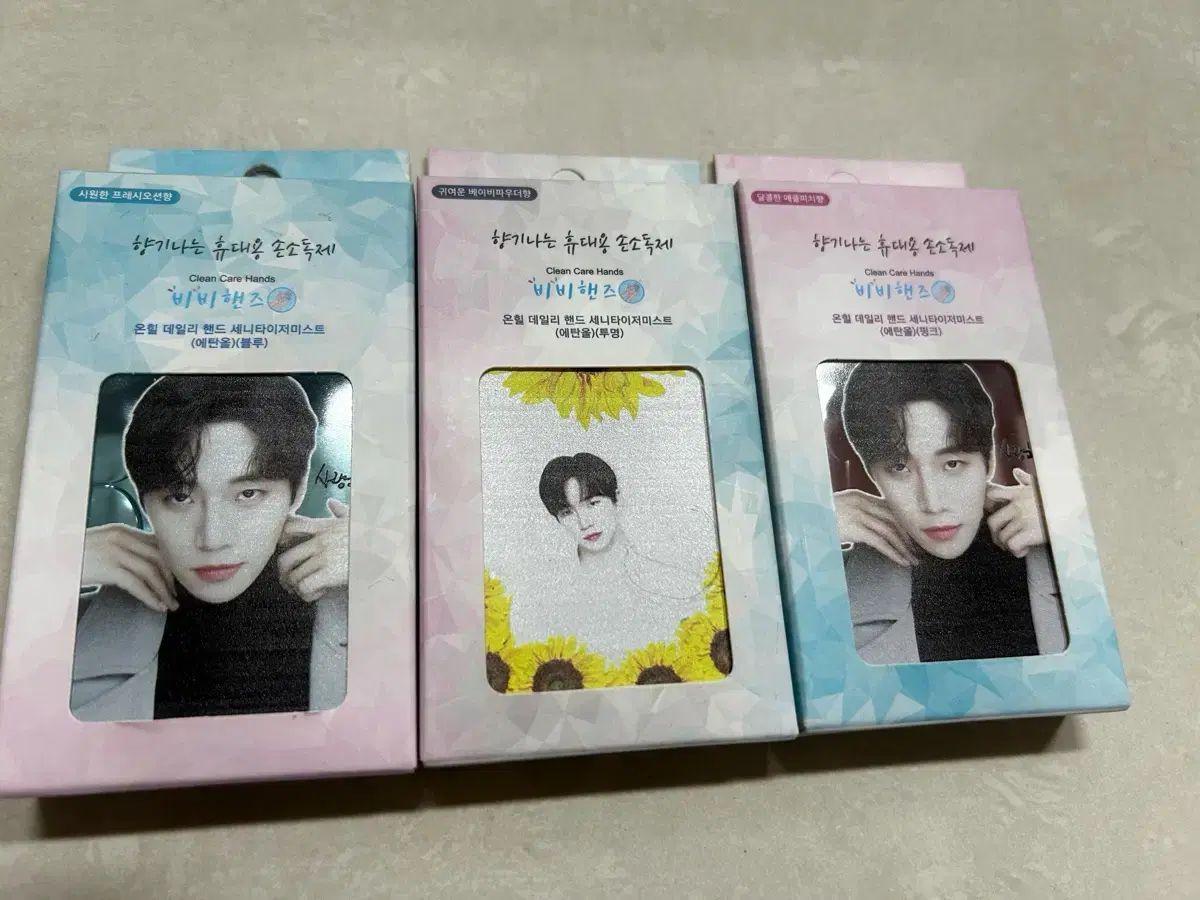 시원한 프레시오션향
향기나는 휴대용 손소독제
Clean Care Hands
비비핸즈
온힐 데일리 핸드 세니타이저미스트
(에탄올)(블루)
귀여운 베이비파우더향
향기나는 휴대용 손소독제
Clean Care Hands
비비핸즈
온힐 데일리 핸드 세니타이저미스트
(에탄올)(투명)
달콤한 애플피치향
향기나는 휴대용 손소독제
Clean Care Hands
비비핸즈
온힐 데일리 핸드 세니타이저미스트
(에탄올)(핑크)